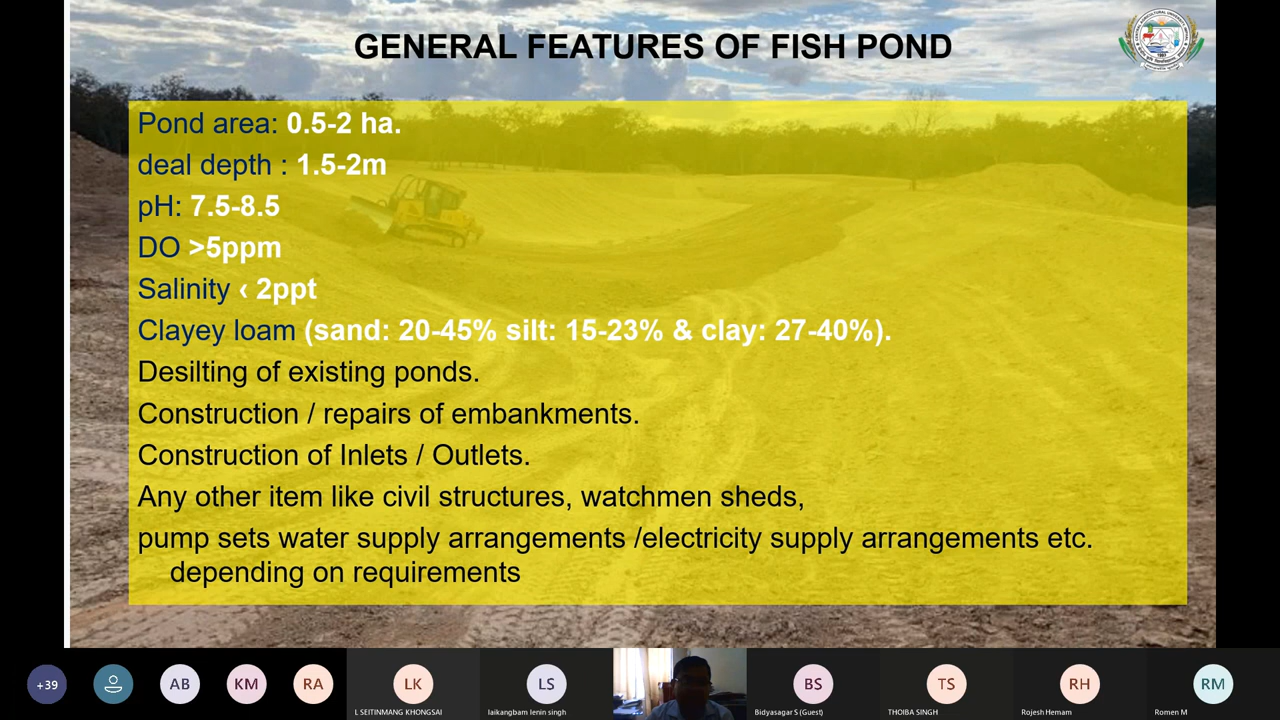 GENERAL FEATURES OF FISH POND
Pond area: 0.5-2 ha.
deal depth : 1.5-2m
pH: 7.5-8.5
DO >5ppm
Salinity ‹ 2ppt
Clayey loam (sand: 20-45% silt: 15-23% & clay: 27-40%).
Desilting of existing ponds.
Construction / repairs of embankments.
Construction of Inlets / Outlets.
Any other item like civil structures, watchmen sheds,
pump sets water supply arrangements /electricity supply arrangements etc.
depending on requirements
+39
AB
KM
RA
LK
LS
BS
TS
RH
RM
L SEITINMANG KHONGSAI
laikangbam lenin singh
Bidyasagar S (Guest)
THOIBA SINGH
Rojesh Hemam
Romen M